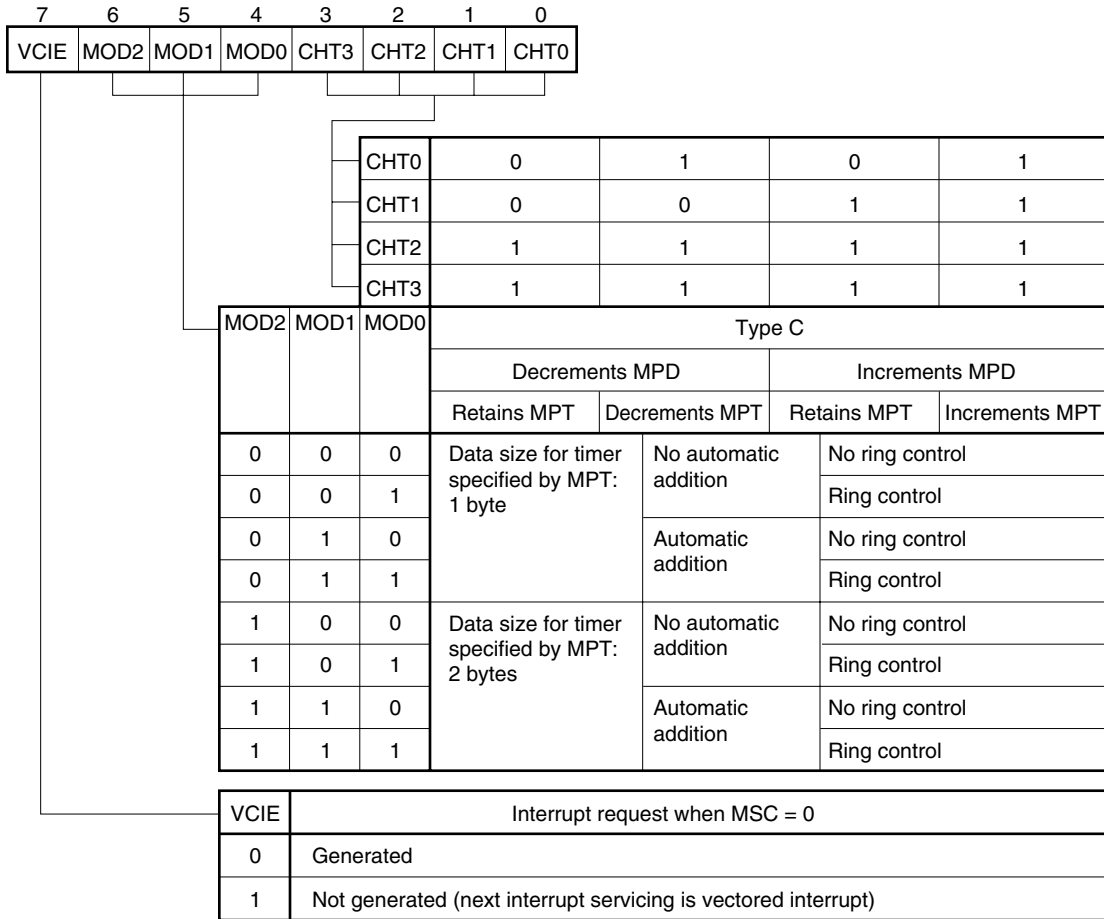 7 6 5 4 3 2 1 0
VCIE MOD2 MOD1 MOD0 CHT3 CHT2 CHT1 CHT0
CHT0 0 1 0 1
CHT1 0 0 1 1
CHT2 1 1 1 1
CHT3 1 1 1 1
MOD2 MOD1 MOD0 Type C
Decrements MPD Increments MPD
Retains MPT Decrements MPT Retains MPT Increments MPT
0 0 0 Data size for timer No automatic No ring control
specified by MPT: addition
0 0 1 1 byte Ring control
0 1 0 Automatic No ring control
addition
0 1 1 Ring control
1 0 0 Data size for timer No automatic No ring control
specified by MPT: addition
1 0 1 2 bytes Ring control
1 1 0 Automatic No ring control
addition
1 1 1 Ring control
VCIE Interrupt request when MSC = 0
0 Generated
1 Not generated (next interrupt servicing is vectored interrupt)